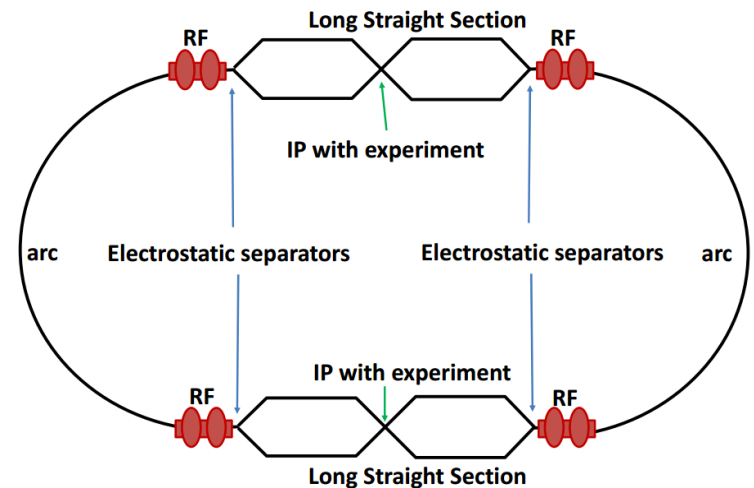 Long Straight Section
RF
RF
IP with experiment
arc
Electrostatic separators
Electrostatic separators
arc
IP with experiment
RF
RF
Long Straight Section